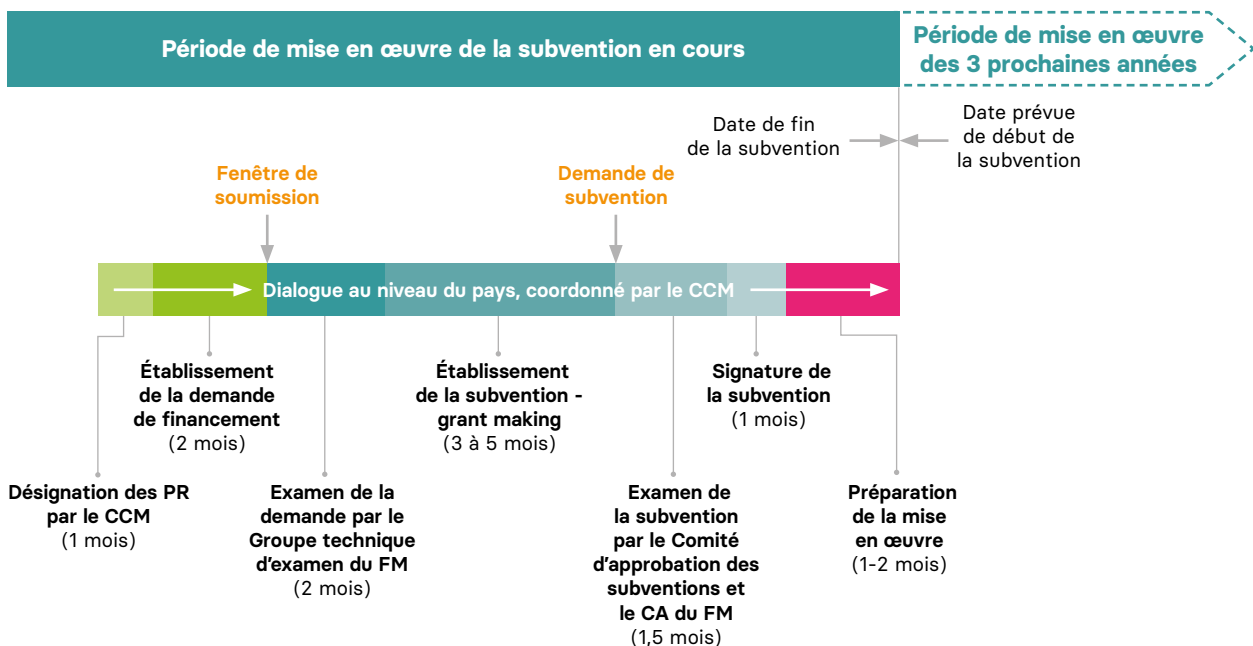 Période de mise en œuvre de la subvention en cours
Période de mise en œuvre
des 3 prochaines années
Date de fin
de la subvention
Date prévue
de début de
la subvention
Fenêtre de
soumission
Demande de
subvention
Dialogue au niveau du pays, coordonné par le CCM
Établissement
de la demande
de financement
(2 mois)
Établissement
de la subvention -
grant making
(3 à 5 mois)
Signature de
la subvention
(1 mois)
Désignation des PR
par le CCM
(1 mois)
Examen de la
demande par le
Groupe technique
d'examen du FM
(2 mois)
Examen de
la subvention
par le Comité
d'approbation des
subventions et
le CA du FM
(1,5 mois)
Préparation
de la mise
en œuvre
(1-2 mois)